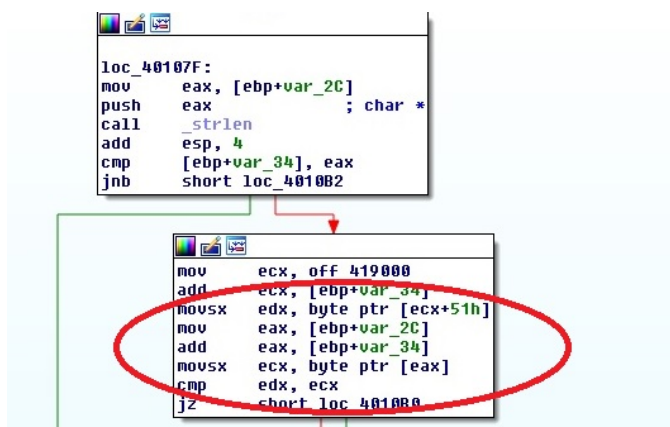 loc_40107F:
mov eax, [ebp+var_2C]
push eax ; char *
call _strlen
add esp, 4
cmp [ebp+var_34], eax
jnb short loc_4010B2
mov ecx, off_419000
add ecx, [ebp+var_34]
movsx edx, byte ptr [ecx+51h]
mov eax, [ebp+var_2C]
add eax, [ebp+var_34]
movsx ecx, byte ptr [eax]
cmp edx, ecx
jz short loc_4010B0